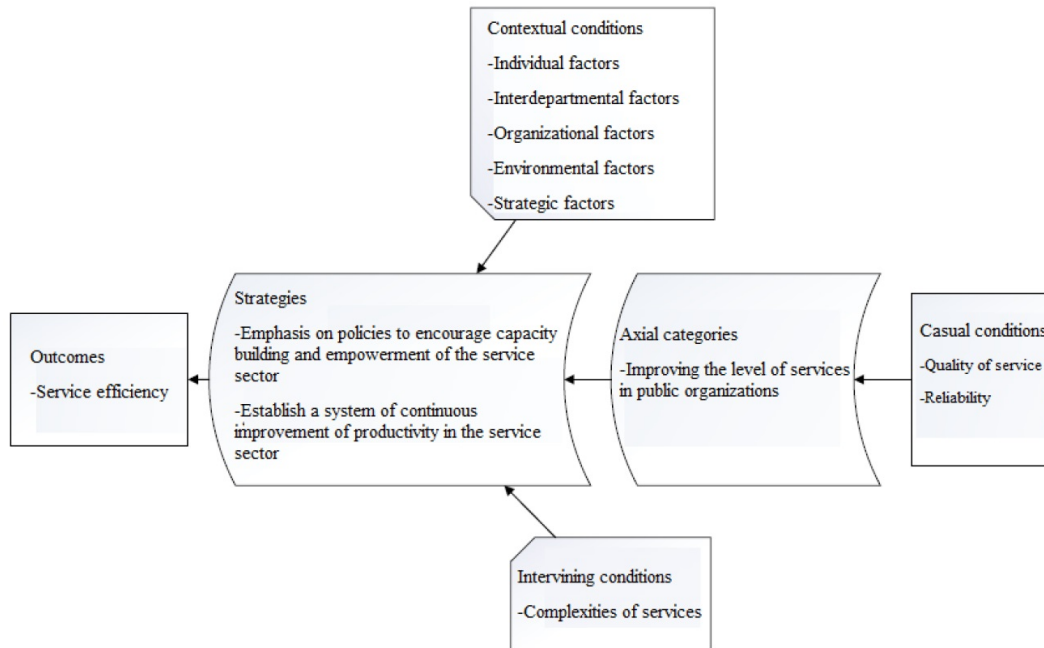 Contextual conditions
-Individual factors
-Interdepartmental factors
-Organizational factors
-Environmental factors
-Strategic factors
Strategies
-Emphasis on policies to encourage capacity
building and empowerment of the service
sector
-Establish a system of continuous
improvement of productivity in the service
sector
Axial categories
-Improving the level of services
in public organizations
Casual conditions
-Quality of service
-Reliability
Outcomes
-Service efficiency
Intervining conditions
-Complexities of services